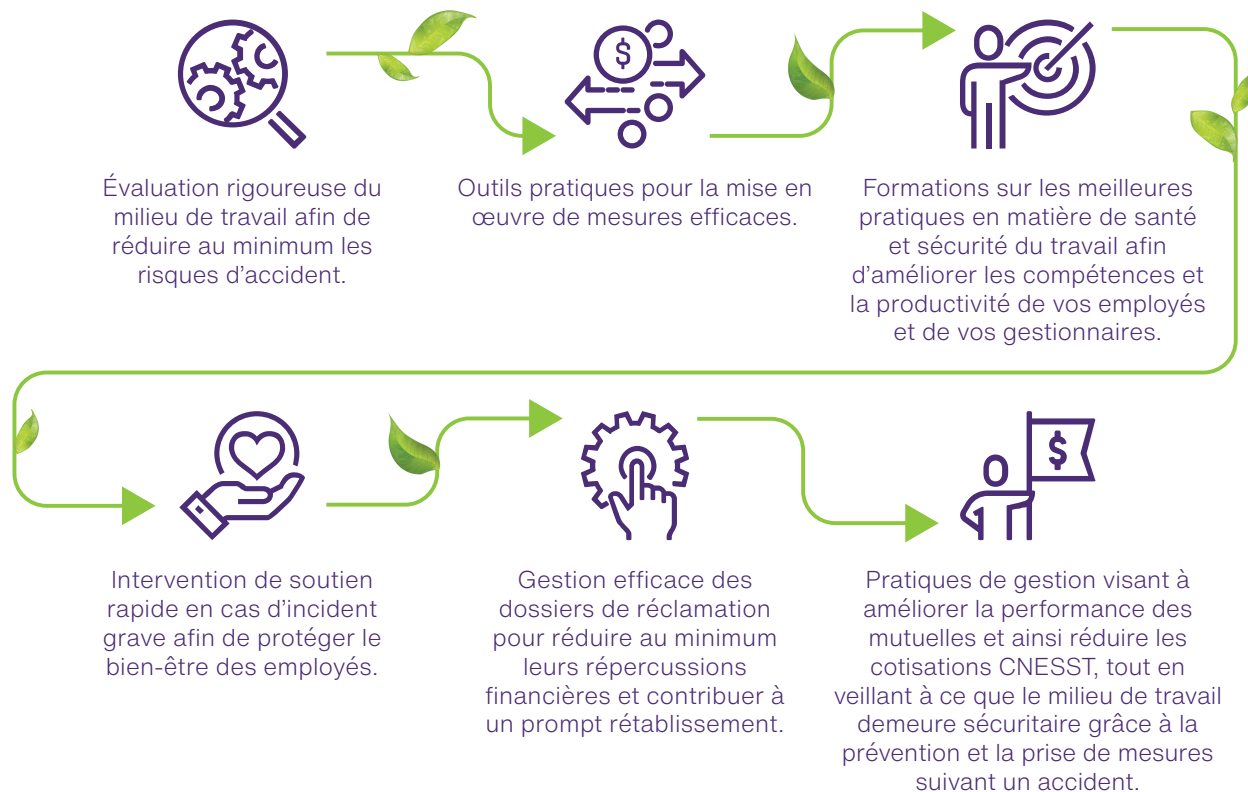 $
Évaluation rigoureuse du
milieu de travail afin de
réduire au minimum les
risques d’accident.
Outils pratiques pour la mise en
œuvre de mesures efficaces.
Formations sur les meilleures
pratiques en matière de santé
et sécurité du travail afin
d’améliorer les compétences et
la productivité de vos employés
et de vos gestionnaires.
$
Intervention de soutien
rapide en cas d’incident
grave afin de protéger le
bien-être des employés.
Gestion efficace des
dossiers de réclamation
pour réduire au minimum
leurs répercussions
financières et contribuer à
un prompt rétablissement.
Pratiques de gestion visant à
améliorer la performance des
mutuelles et ainsi réduire les
cotisations CNESST, tout en
veillant à ce que le milieu de travail
demeure sécuritaire grâce à la
prévention et la prise de mesures
suivant un accident.